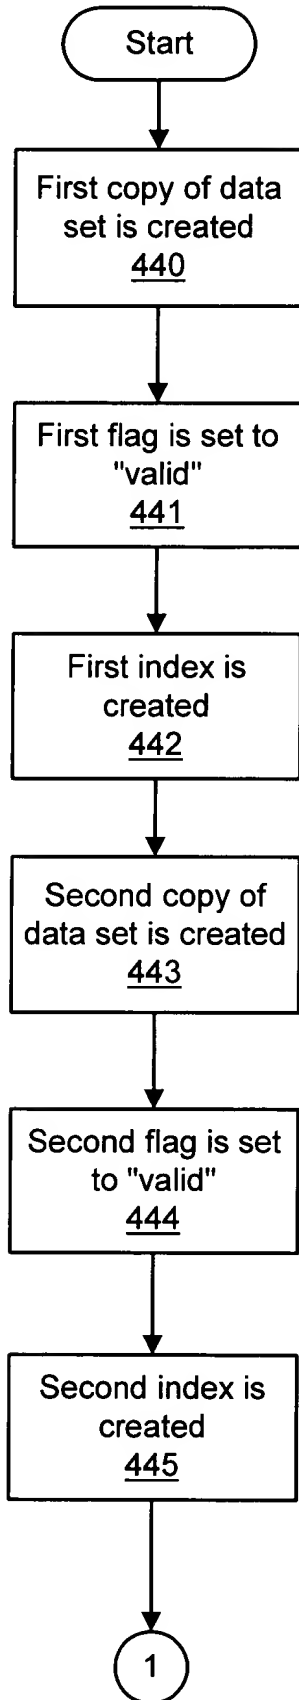 Start
First copy of data
set is created
440
First flag is set to
"valid"
441
First index is
created
442
Second copy of
data set is created
443
Second flag is set
to "valid"
444
Second index is
created
445
1